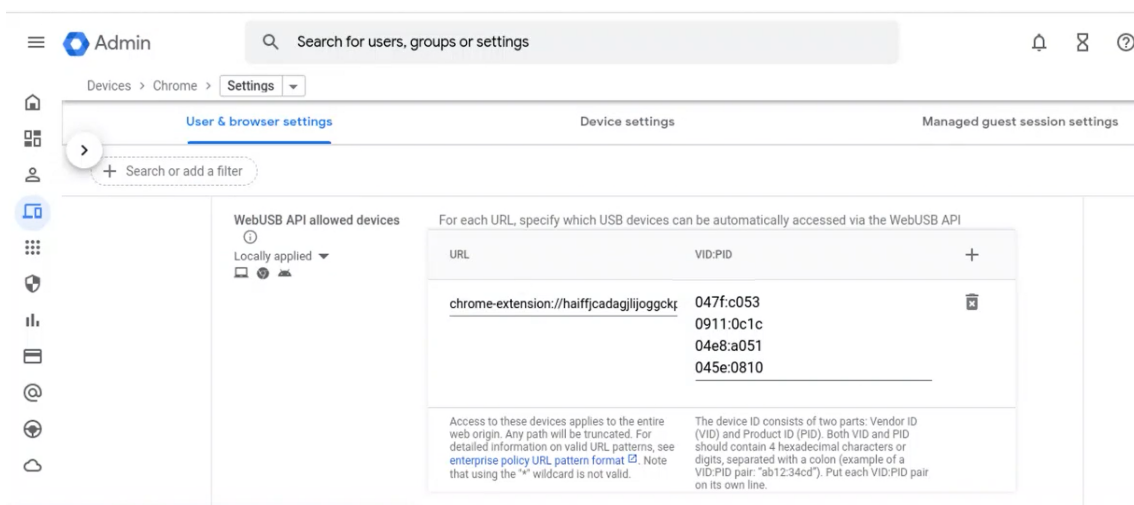 Admin
Search for users, groups or settings
Devices > Chrome > Settings
User & browser settings
Device settings
Managed guest session settings
Search or add a filter
WebUSB API allowed devices
Locally applied
For each URL, specify which USB devices can be automatically accessed via the WebUSB API
URL
VID:PID
chrome-extension://haiffjcadagjlijoggckp
047f:c053
0911:0c1c
04e8:a051
045e:0810
Access to these devices applies to the entire
web origin. Any path will be truncated. For
detailed information on valid URL patterns, see
enterprise policy URL pattern format. Note
that using the "*" wildcard is not valid.
The device ID consists of two parts: Vendor ID
(VID) and Product ID (PID). Both VID and PID
should contain 4 hexadecimal characters or
digits, separated with a colon (example of a
VID:PID pair: "ab12:34cd"). Put each VID:PID pair
on its own line.